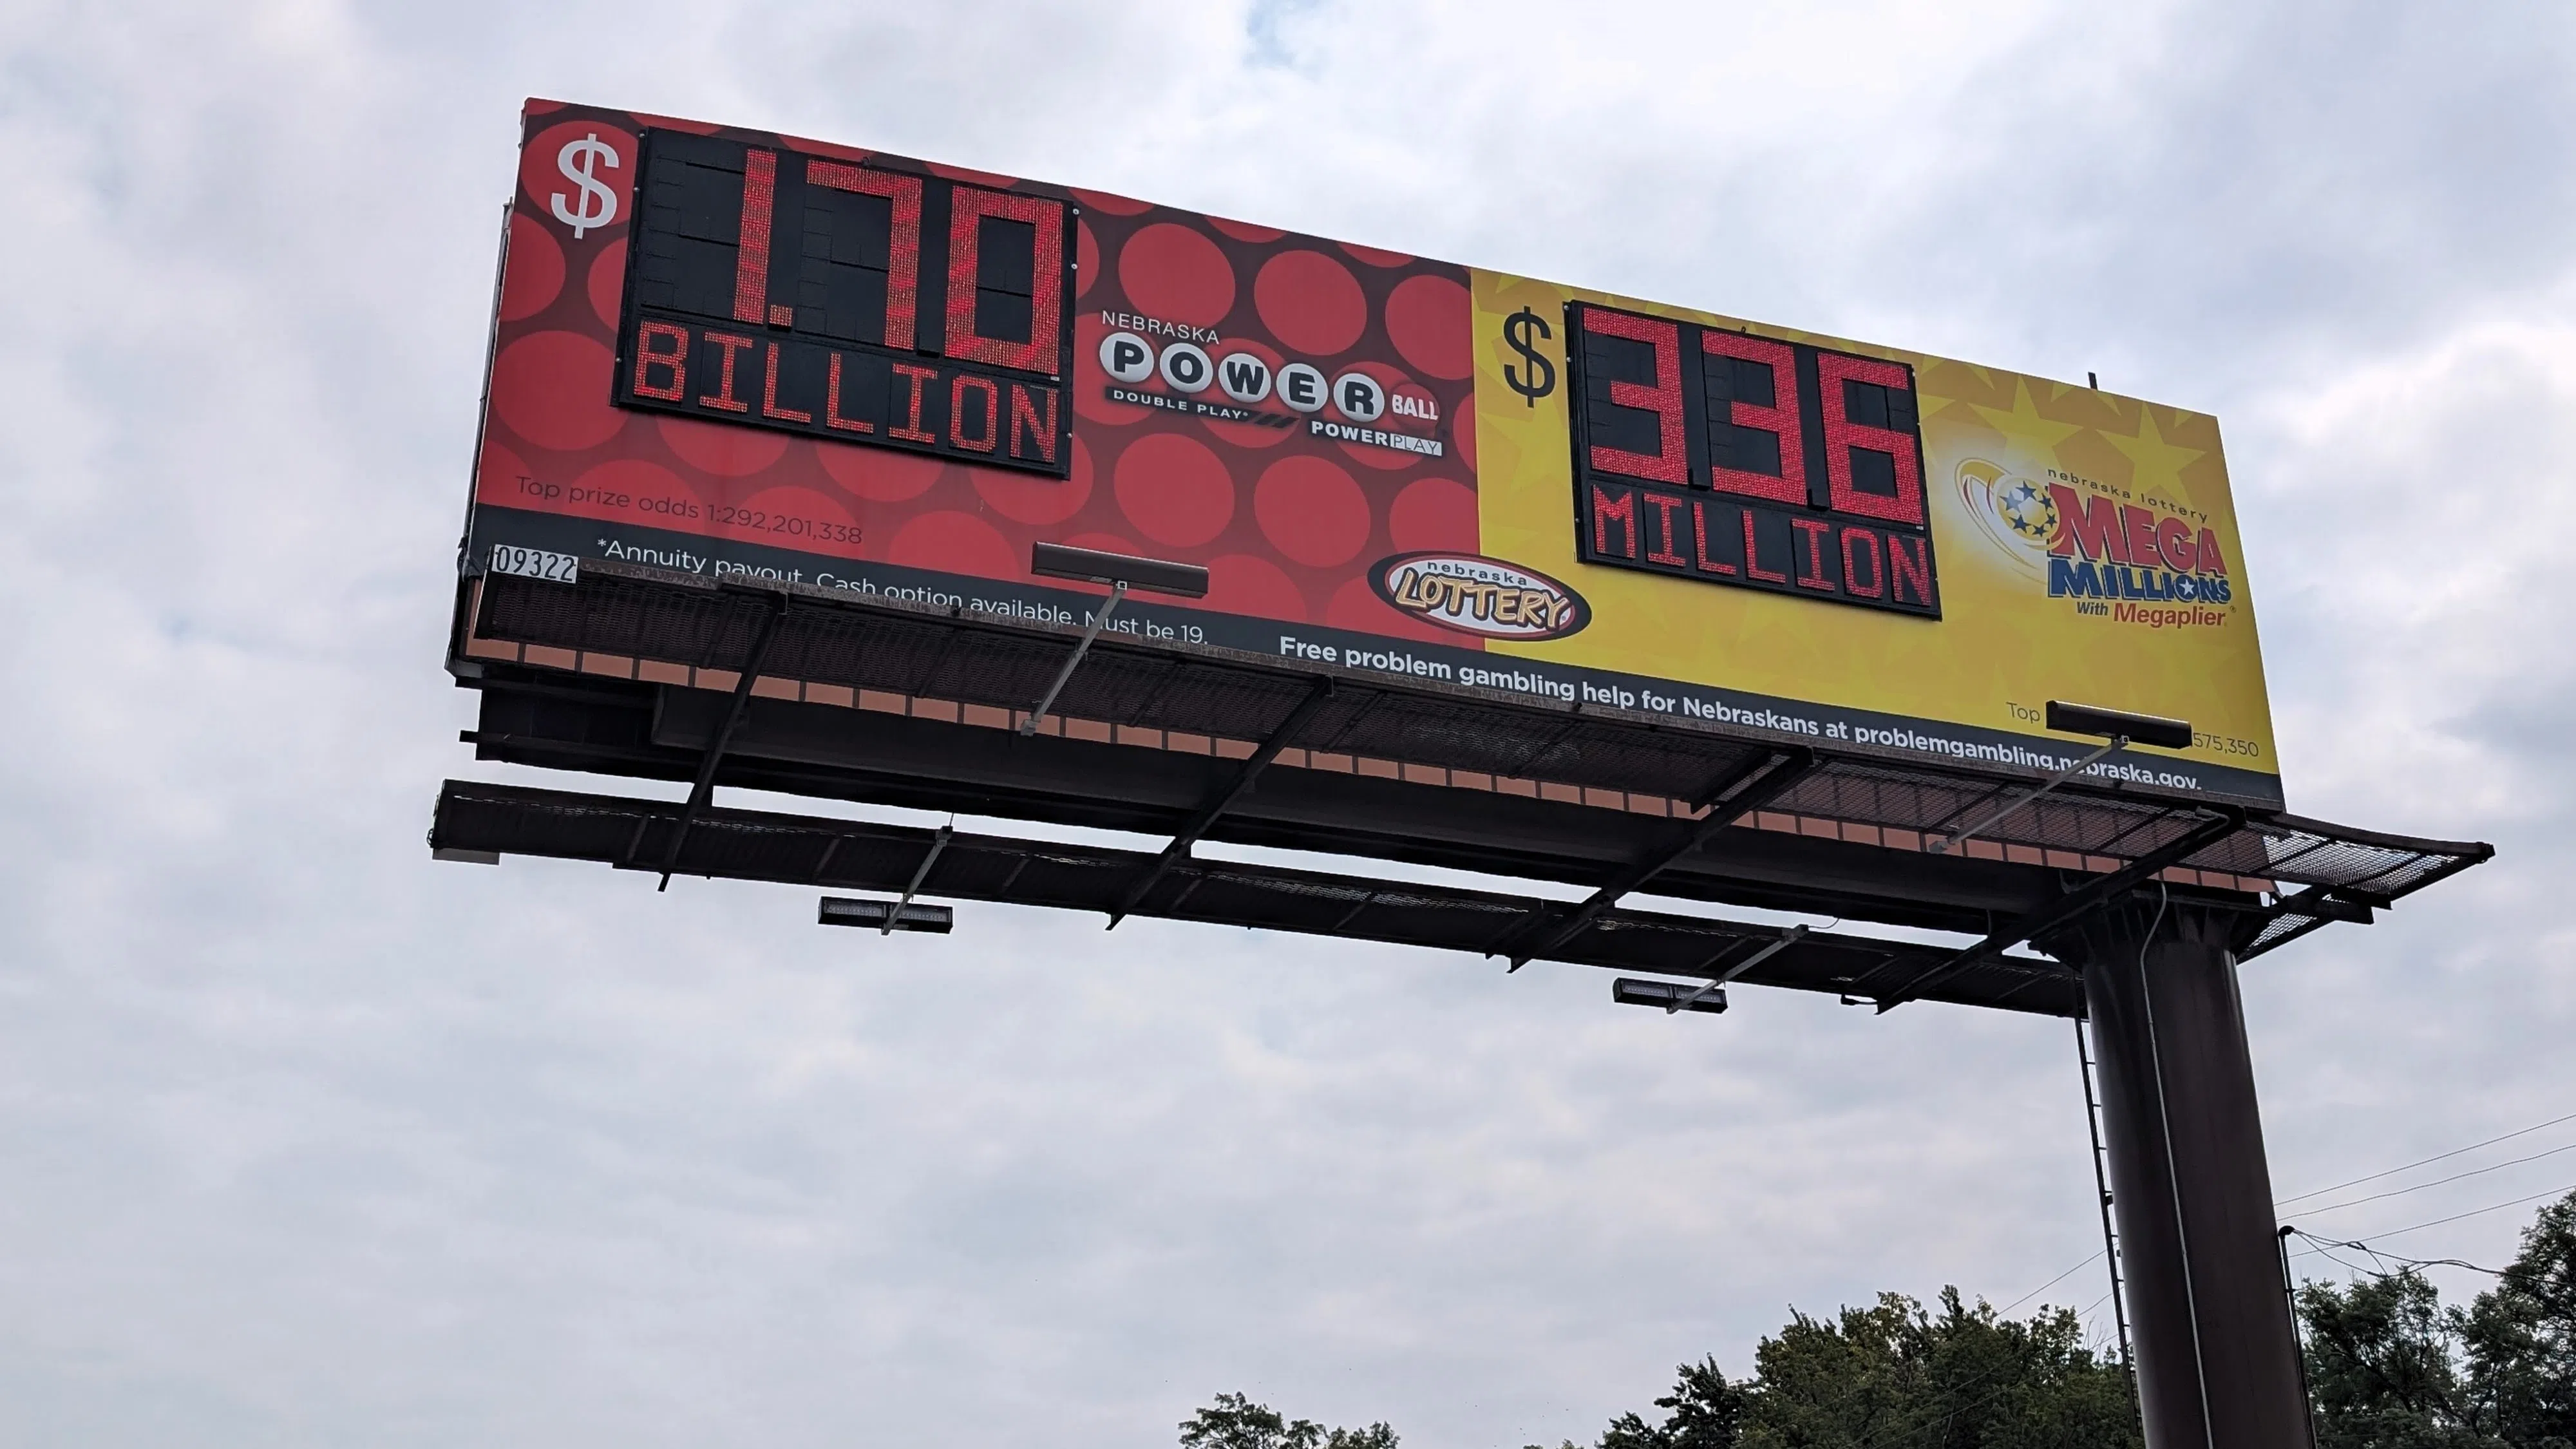 $ 1.70
BILLION
NEBRASKA
POWERBALL
DOUBLE PLAY®
POWERPLAY
Top prize odds 1:292,201,338
09322
*Annuity payout. Cash option available. Must be 19.
nebraska
LOTTERY
$ 336
MILLION
nebraska lottery
MEGA
MILLIONS
With Megaplier®
Top 575,350
Free problem gambling help for Nebraskans at problemgambling.nebraska.gov.